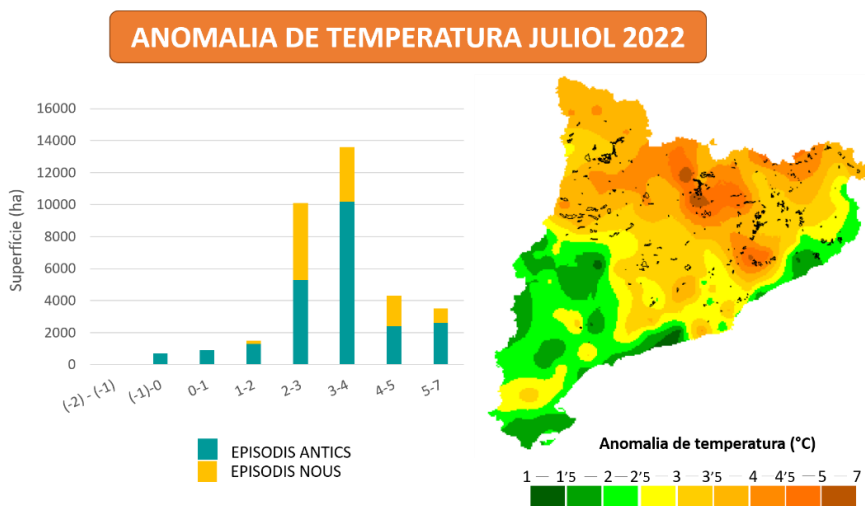 ANOMALIA DE TEMPERATURA JULIOL 2022
Superfície (ha)
16000
14000
12000
10000
8000
6000
4000
2000
0
(-2) - (-1)
(-1)-0
0-1
1-2
2-3
3-4
4-5
5-7
EPISODIS ANTICS
EPISODIS NOUS
Anomalia de temperatura (°C)
1 — 1'5 — 2 — 2'5 — 3 — 3'5 — 4 — 4'5 — 5 — 7